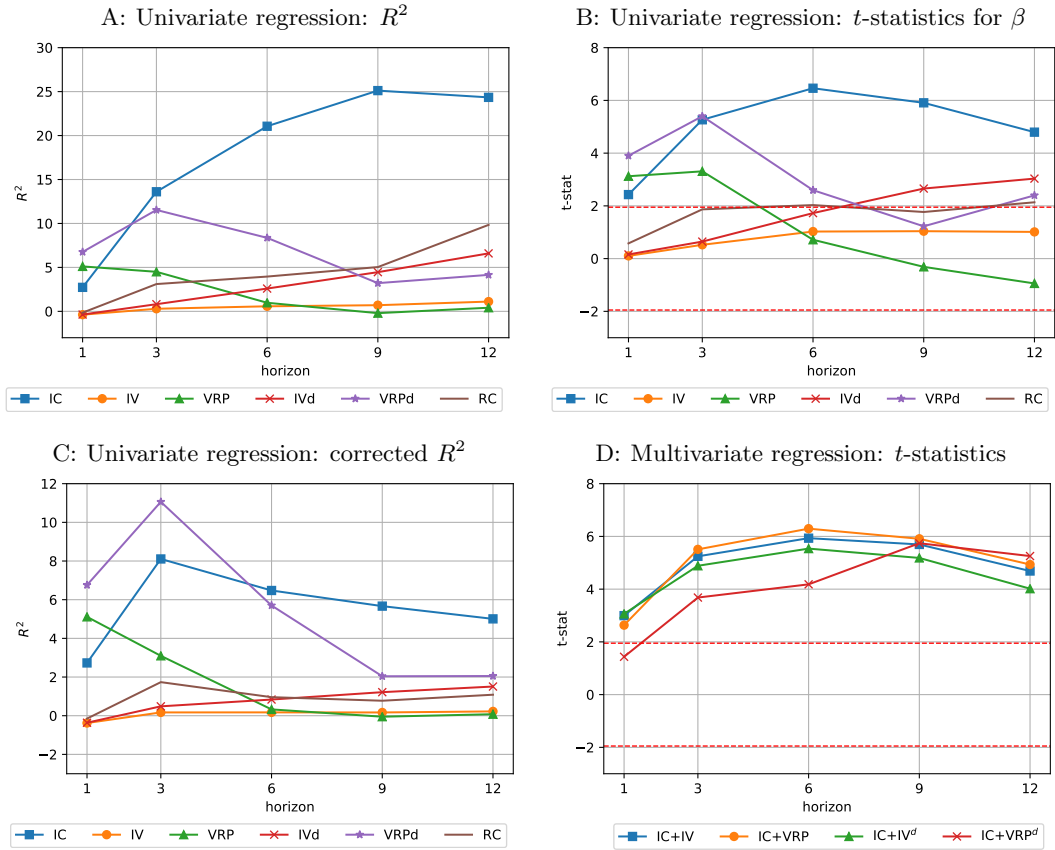 A: Univariate regression: R²
30
25
20
15
10
5
0
R²
1 3 6 9 12
horizon
IC IV VRP IVd VRPd RC
B: Univariate regression: t-statistics for β
8
6
4
2
0
−2
t-stat
1 3 6 9 12
horizon
IC IV VRP IVd VRPd RC
C: Univariate regression: corrected R²
12
10
8
6
4
2
0
−2
R²
1 3 6 9 12
horizon
IC IV VRP IVd VRPd RC
D: Multivariate regression: t-statistics
8
6
4
2
0
−2
t-stat
1 3 6 9 12
horizon
IC+IV IC+VRP IC+IVᵈ IC+VRPᵈ